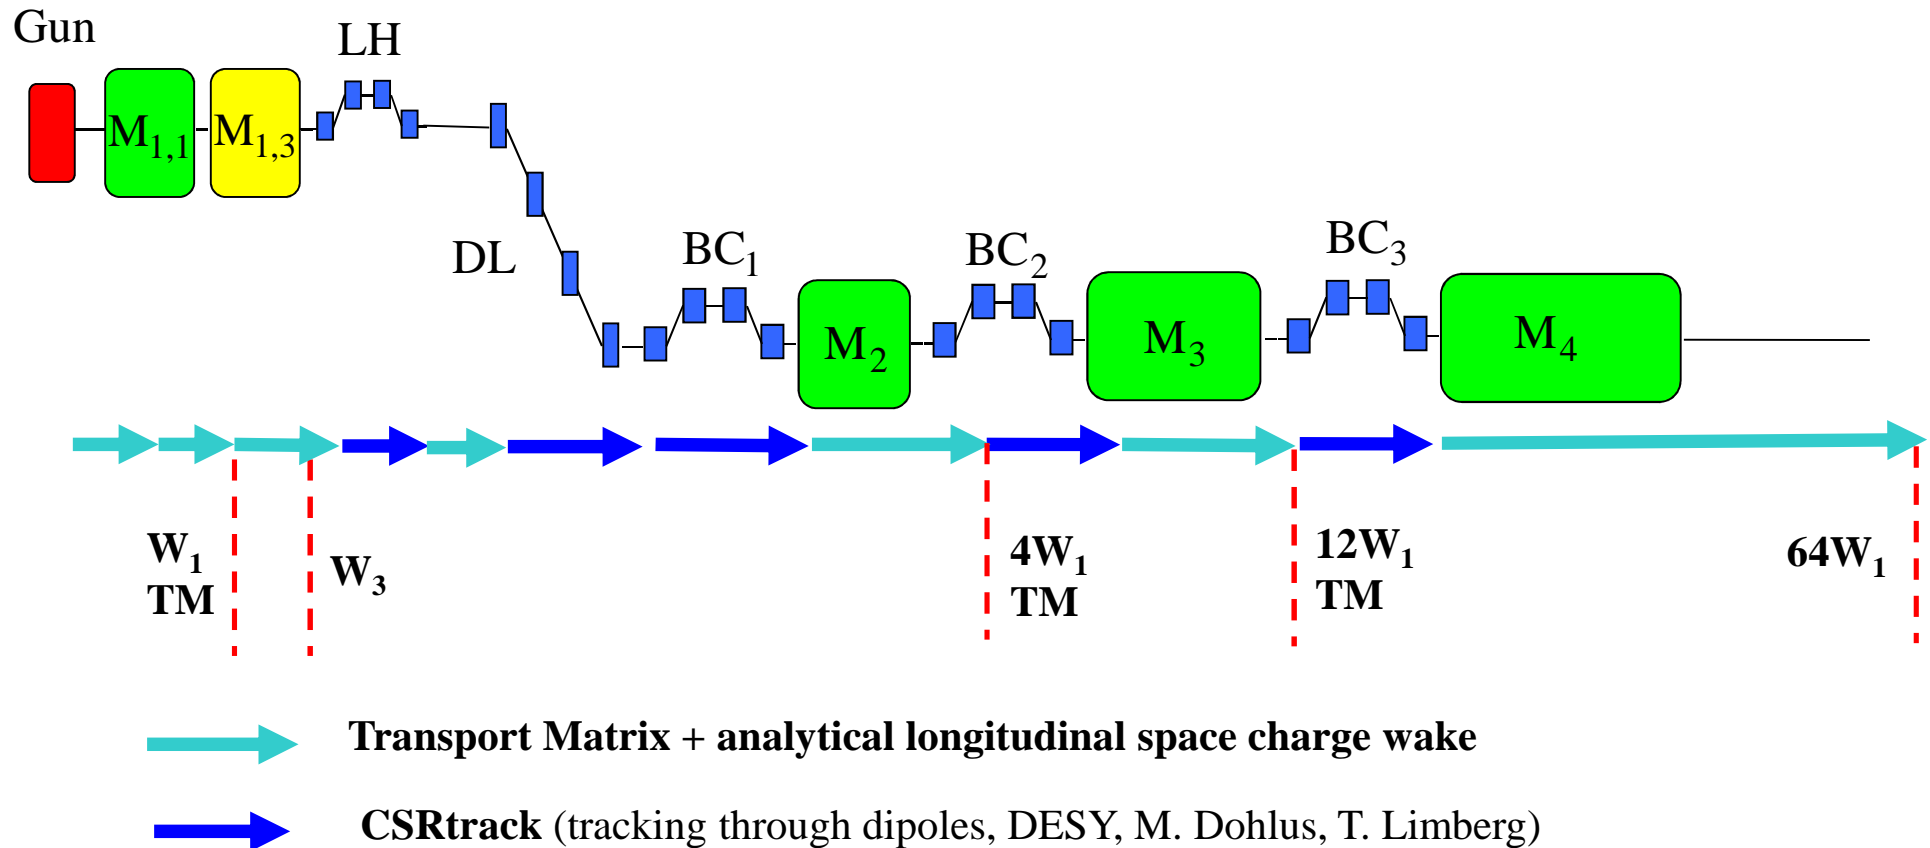 Gun
LH
M1,1
M1,3
DL
BC1
BC2
BC3
M2
M3
M4
W1
TM
W3
4W1
TM
12W1
TM
64W1
Transport Matrix + analytical longitudinal space charge wake
CSRtrack (tracking through dipoles, DESY, M. Dohlus, T. Limberg)